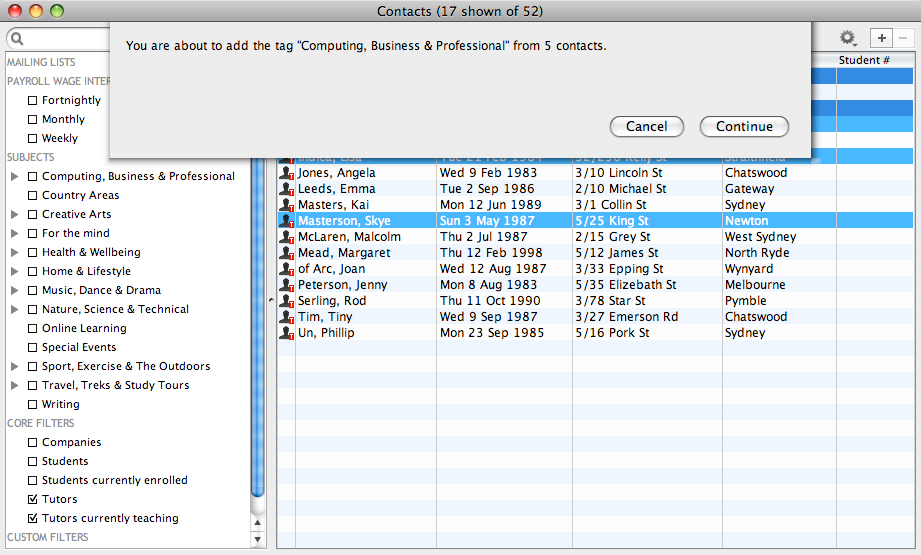 Contacts (17 shown of 52)
You are about to add the tag "Computing, Business & Professional" from 5 contacts.
Cancel
Continue
MAILING LISTS
PAYROLL WAGE INTER
Fortnightly
Monthly
Weekly
SUBJECTS
Computing, Business & Professional
Country Areas
Creative Arts
For the mind
Health & Wellbeing
Home & Lifestyle
Music, Dance & Drama
Nature, Science & Technical
Online Learning
Special Events
Sport, Exercise & The Outdoors
Travel, Treks & Study Tours
Writing
CORE FILTERS
Companies
Students
Students currently enrolled
Tutors
Tutors currently teaching
CUSTOM FILTERS
Student #
Jones, Angela Wed 9 Feb 1983 3/10 Lincoln St Chatswood
Leeds, Emma Tue 2 Sep 1986 2/10 Michael St Gateway
Masters, Kai Mon 12 Jun 1989 3/1 Collin St Sydney
Masterson, Skye Sun 3 May 1987 5/25 King St Newton
McLaren, Malcolm Thu 2 Jul 1987 2/15 Grey St West Sydney
Mead, Margaret Thu 12 Feb 1998 5/12 James St North Ryde
of Arc, Joan Wed 12 Aug 1987 3/33 Epping St Wynyard
Peterson, Jenny Mon 8 Aug 1983 5/35 Elizebath St Melbourne
Serling, Rod Thu 11 Oct 1990 3/78 Star St Pymble
Tim, Tiny Wed 9 Sep 1987 3/27 Emerson Rd Chatswood
Un, Phillip Mon 23 Sep 1985 5/16 Pork St Sydney